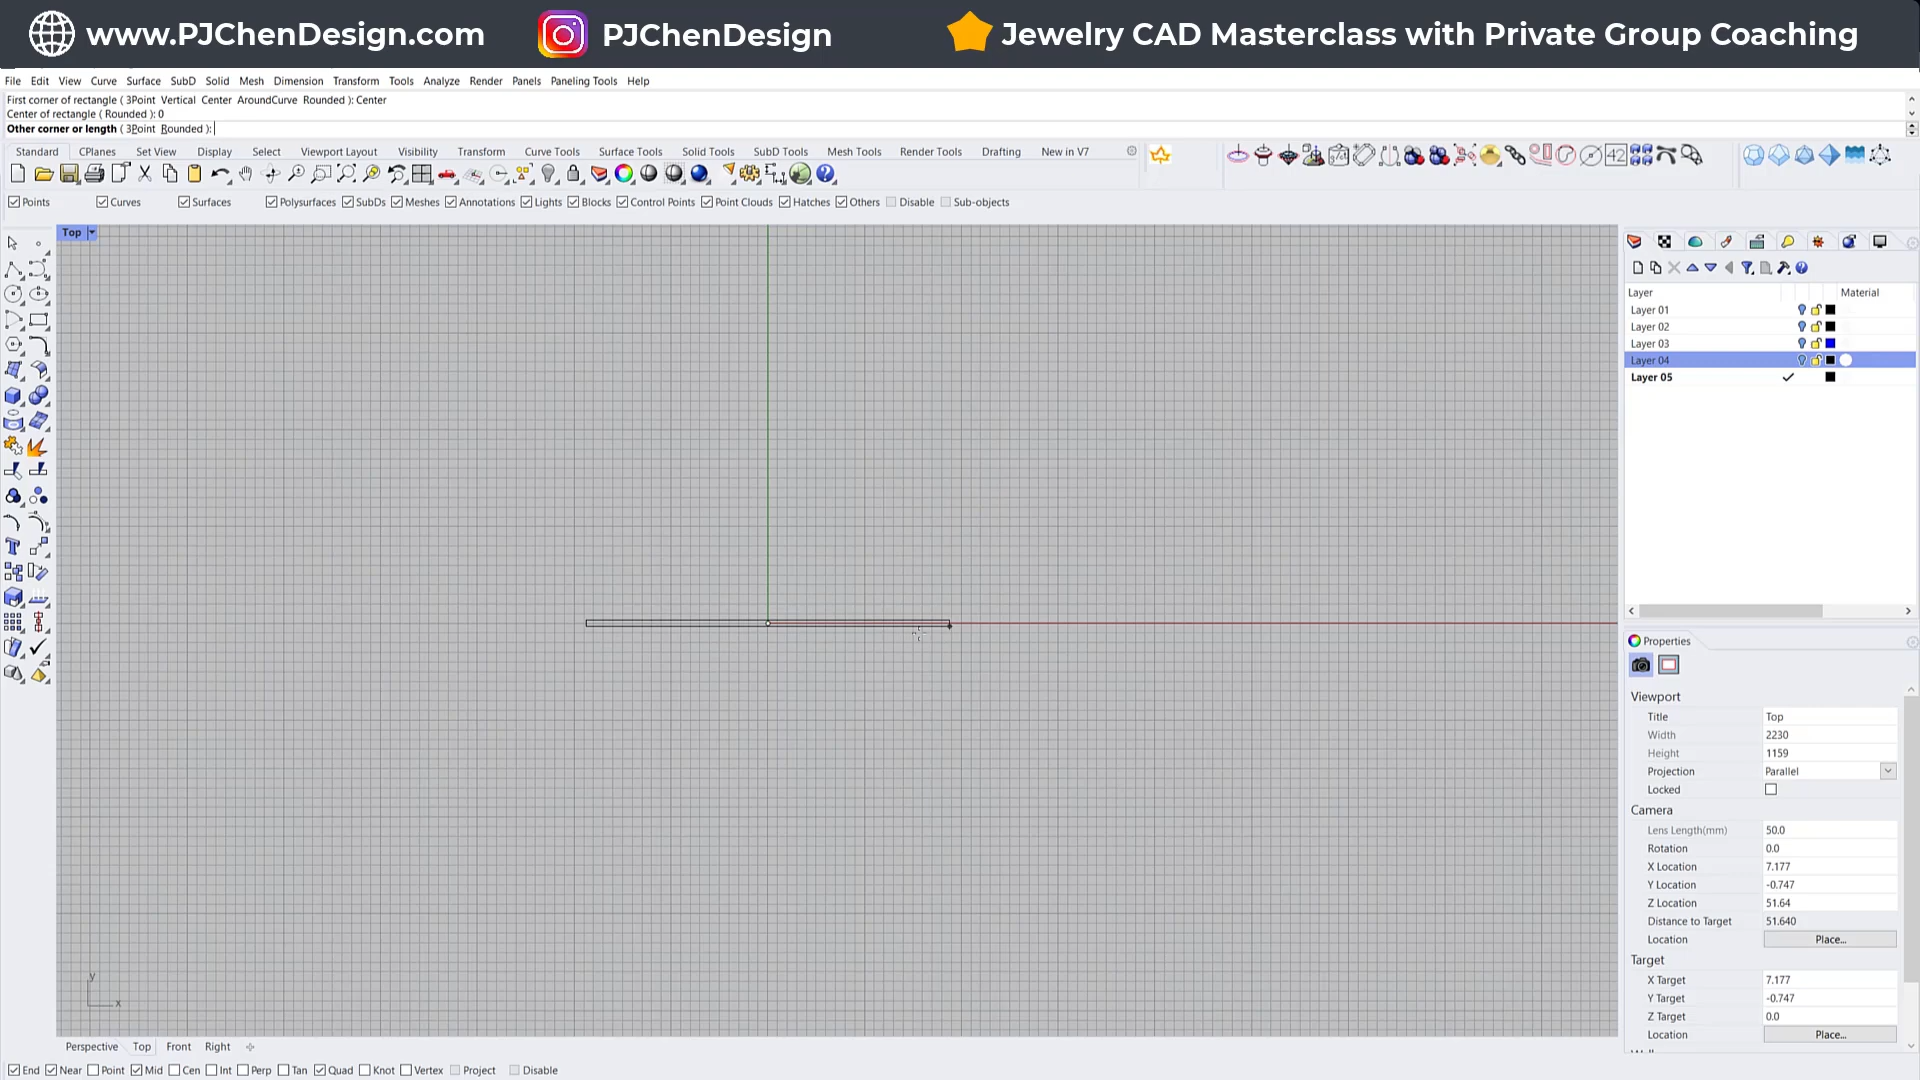 www.PJChenDesign.com PJChenDesign Jewelry CAD Masterclass with Private Group Coaching
File Edit View Curve Surface SubD Solid Mesh Dimension Transform Tools Analyze Render Panels Paneling Tools Help
First corner of rectangle ( 3Point Vertical Center AroundCurve Rounded ): Center
Center of rectangle ( Rounded ): 0
Other corner or length ( 3Point Rounded ):
Standard CPlanes Set View Display Select Viewport Layout Visibility Transform Curve Tools Surface Tools Solid Tools SubD Tools Mesh Tools Render Tools Drafting New in V7
42
Points Curves Surfaces Polysurfaces SubDs Meshes Annotations Lights Blocks Control Points Point Clouds Hatches Others Disable Sub-objects
Top
Layer Material
Layer 01
Layer 02
Layer 03
Layer 04
Layer 05
Properties
Viewport
Title Top
Width 2230
Height 1159
Projection Parallel
Locked
Camera
Lens Length(mm) 50.0
Rotation 0.0
X Location 7.177
Y Location -0.747
Z Location 51.64
Distance to Target 51.640
Location Place...
Target
X Target 7.177
Y Target -0.747
Z Target 0.0
Location Place...
y
x
Perspective Top Front Right
End Near Point Mid Cen Int Perp Tan Quad Knot Vertex Project Disable